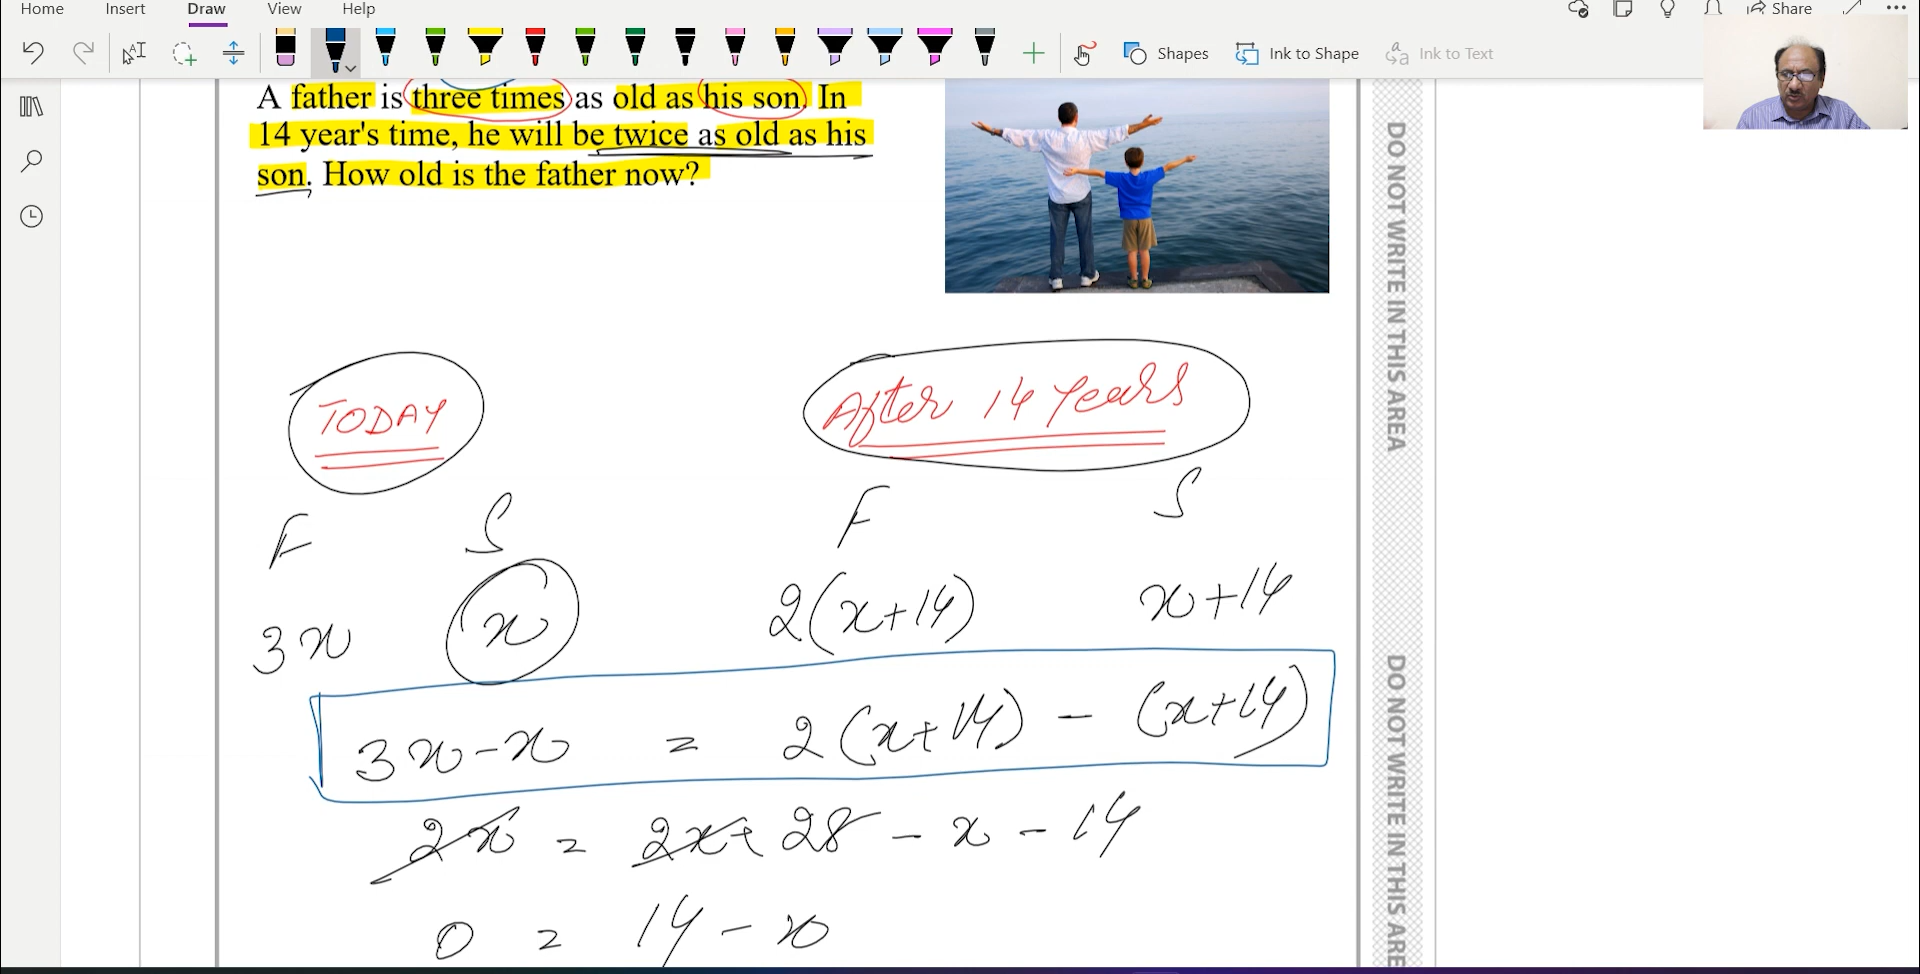 Home Insert Draw View Help Share
Shapes Ink to Shape Ink to Text
A father is three times as old as his son. In
14 year's time, he will be twice as old as his
son. How old is the father now?
TODAY
After 14 years
F S F S
3x x 2(x+14) x+14
3x-x = 2(x+14) - (x+14)
2x = 2x+28 - x - 14
0 = 14 - x
DO NOT WRITE IN THIS AREA
DO NOT WRITE IN THIS ARE